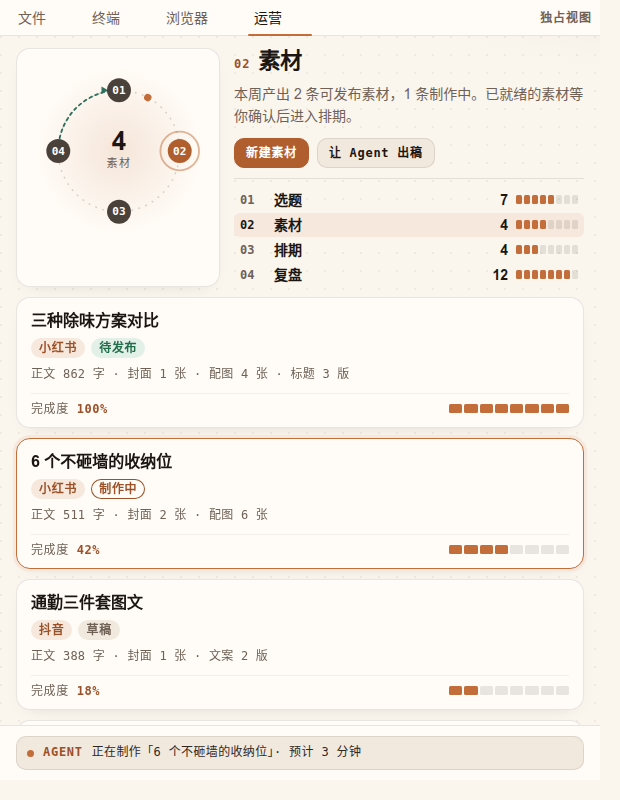 文件 终端 浏览器 运营 独占视图
01
04
4
素材
02
03
02 素材
本周产出 2 条可发布素材，1 条制作中。已就绪的素材等
你确认后进入排期。
新建素材 让 Agent 出稿
01 选题 7
02 素材 4
03 排期 4
04 复盘 12
三种除味方案对比
小红书 待发布
正文 862 字 · 封面 1 张 · 配图 4 张 · 标题 3 版
完成度 100%
6 个不砸墙的收纳位
小红书 制作中
正文 511 字 · 封面 2 张 · 配图 6 张
完成度 42%
通勤三件套图文
抖音 草稿
正文 388 字 · 封面 1 张 · 文案 2 版
完成度 18%
AGENT 正在制作「6 个不砸墙的收纳位」· 预计 3 分钟